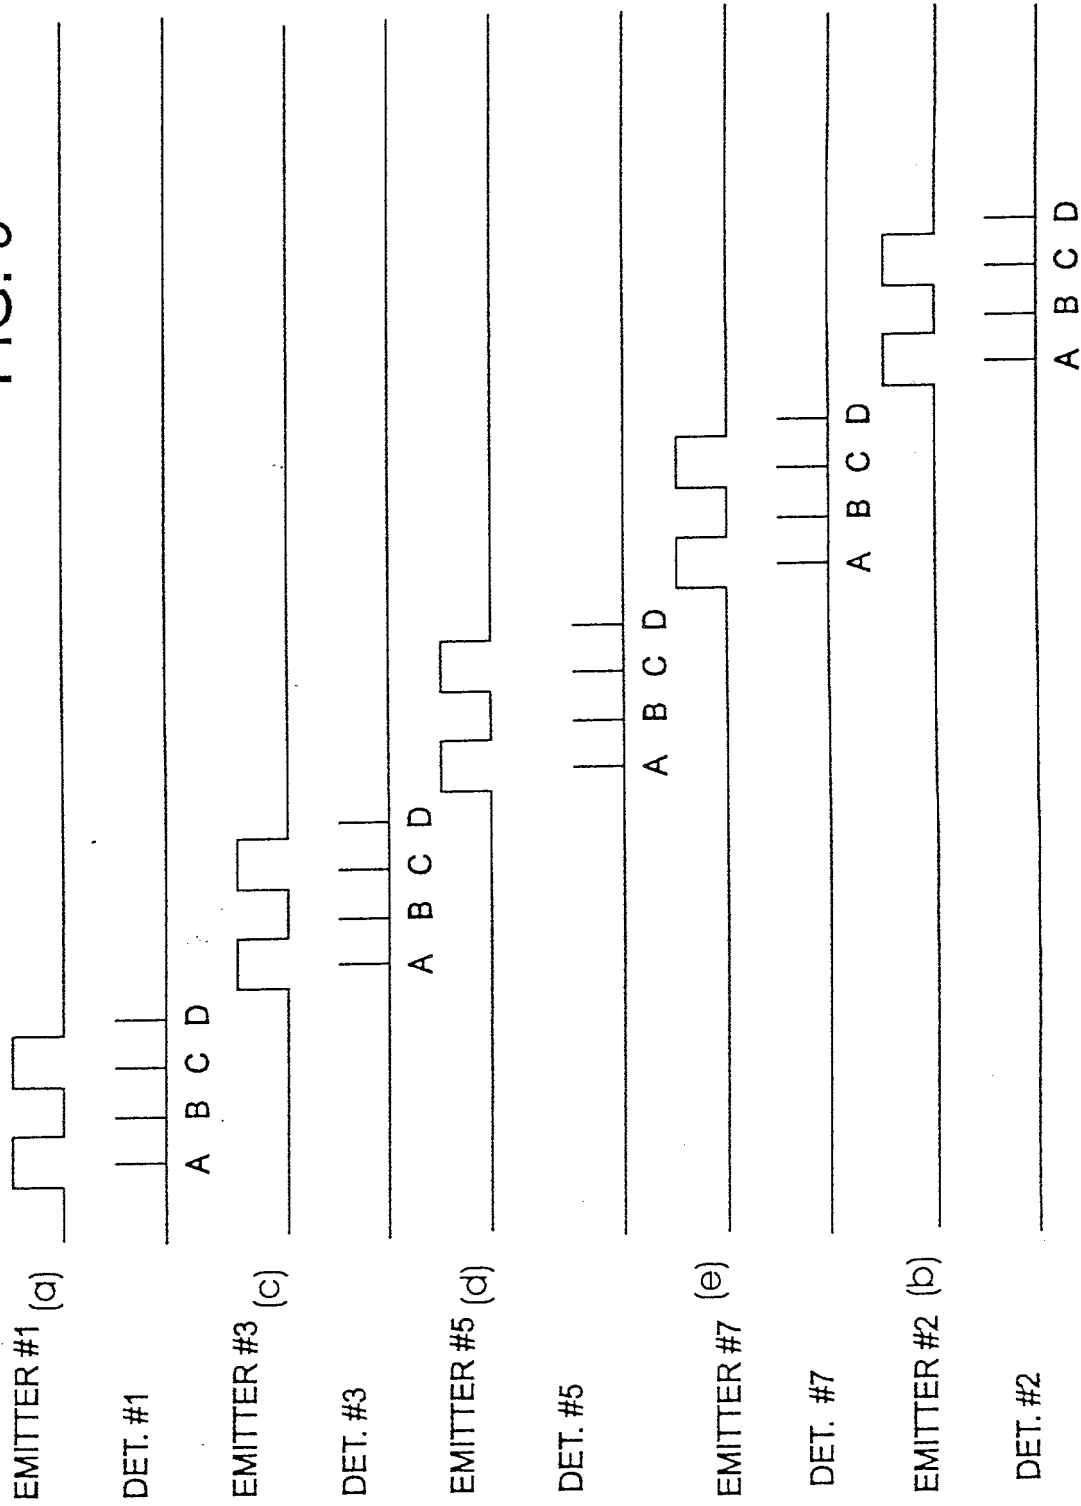 EMITTER #1 (a)
DET. #1
A B C D
EMITTER #3 (c)
DET. #3
A B C D
EMITTER #5 (d)
DET. #5
A B C D
EMITTER #7 (e)
DET. #7
A B C D
EMITTER #2 (b)
DET. #2
A B C D